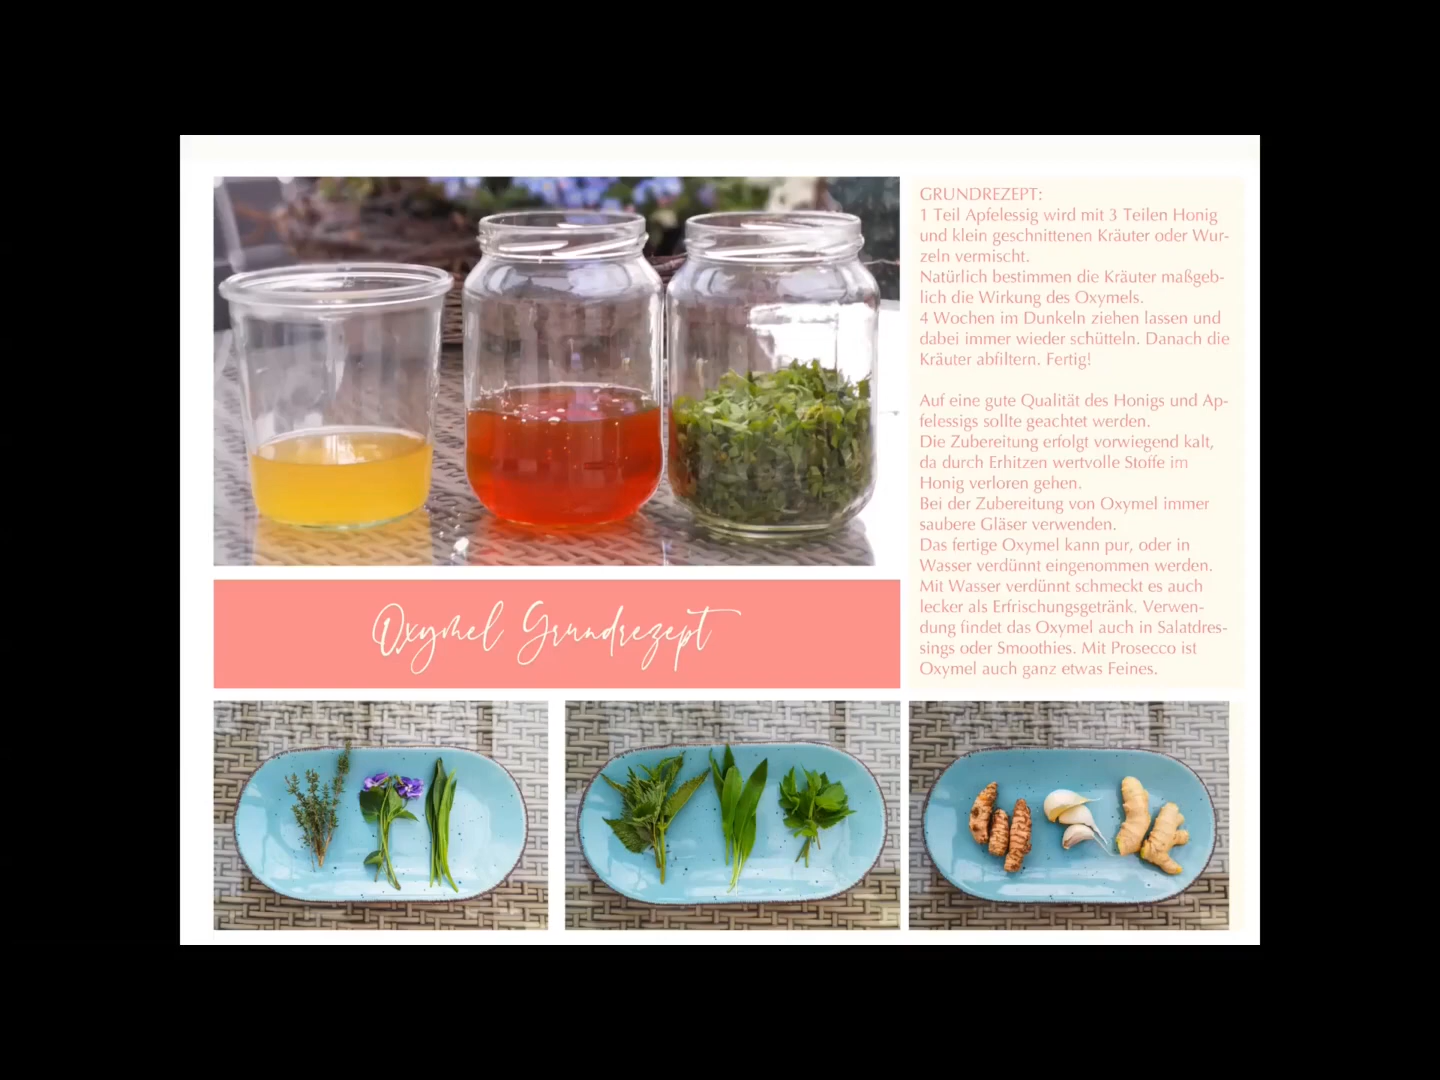 GRUNDREZEPT:
1 Teil Apfelessig wird mit 3 Teilen Honig
und klein geschnittenen Kräuter oder Wur-
zeln vermischt.
Natürlich bestimmen die Kräuter maßgeb-
lich die Wirkung des Oxymels.
4 Wochen im Dunkeln ziehen lassen und
dabei immer wieder schütteln. Danach die
Kräuter abfiltern. Fertig!
Auf eine gute Qualität des Honigs und Ap-
felessigs sollte geachtet werden.
Die Zubereitung erfolgt vorwiegend kalt,
da durch Erhitzen wertvolle Stoffe im
Honig verloren gehen.
Bei der Zubereitung von Oxymel immer
saubere Gläser verwenden.
Das fertige Oxymel kann pur, oder in
Wasser verdünnt eingenommen werden.
Mit Wasser verdünnt schmeckt es auch
lecker als Erfrischungsgetränk. Verwen-
dung findet das Oxymel auch in Salatdres-
sings oder Smoothies. Mit Prosecco ist
Oxymel auch ganz etwas Feines.
Oxymel Grundrezept